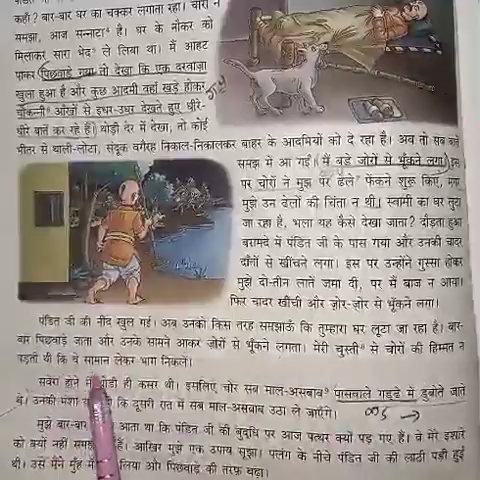 कहाँ? बार-बार घर का चक्कर लगाता रहा। चोरों ने
समझा, आज सन्नाटा है। घर के नौकर को
मिलाकर सारा भेद ले लिया था। मैं आहट
पाकर पिछवाड़े गया तो देखा कि एक दरवाज़ा
खुला हुआ है और कुछ आदमी वहाँ खड़े होकर
चौकन्नी आँखों से इधर-उधर देखते हुए धीरे-
धीरे बातें कर रहे हैं। थोड़ी देर में देखा, तो कोई
भीतर से थाली-लोटा, संदूक वगैरह निकाल-निकालकर बाहर के आदमियों को दे रहा है। अब तो सब बातें
समझ में आ गईं। मैं बड़े जोरों से भूँकने लगा। इस
पर चोरों ने मुझ पर ढेले फेंकने शुरू किए, मगर
मुझे उन ढेलों की चिंता न थी। स्वामी का घर लुटा
जा रहा है, भला यह कैसे देखा जाता? दौड़ता हुआ
बरामदे में पंडित जी के पास गया और उनकी चादर
दाँतों से खींचने लगा। इस पर उन्होंने गुस्सा होकर
मुझे दो-तीन लातें जमा दीं, पर मैं बाज न आया।
फिर चादर खींची और ज़ोर-ज़ोर से भूँकने लगा।
पंडित जी की नींद खुल गई। अब उनको किस तरह समझाऊँ कि तुम्हारा घर लूटा जा रहा है। बार-
बार पिछवाड़े जाता और उनके सामने आकर ज़ोरों से भूँकने लगता। मेरी चुस्ती से चोरों की हिम्मत न
पड़ती थी कि वे सामान लेकर भाग निकलें।
सवेरा होने में थोड़ी ही कसर थी। इसलिए चोर सब माल-असबाब पासवाले गड्ढे में डुबोते जाते
थे। उनकी मंशा कि दूसरी रात में सब माल-असबाब उठा ले जाएँगे।
मुझे बार-बार आता था कि पंडित जी की बुद्धि पर आज पत्थर क्यों पड़ गए हैं। वे मेरे इशारे
को क्यों नहीं समझ हैं। आखिर मुझे एक उपाय सूझा। पलंग के नीचे पंडित जी की लाठी पड़ी हुई
थी। उसे मैंने मुँह में लिया और पिछवाड़े की तरफ़ बढ़ा।